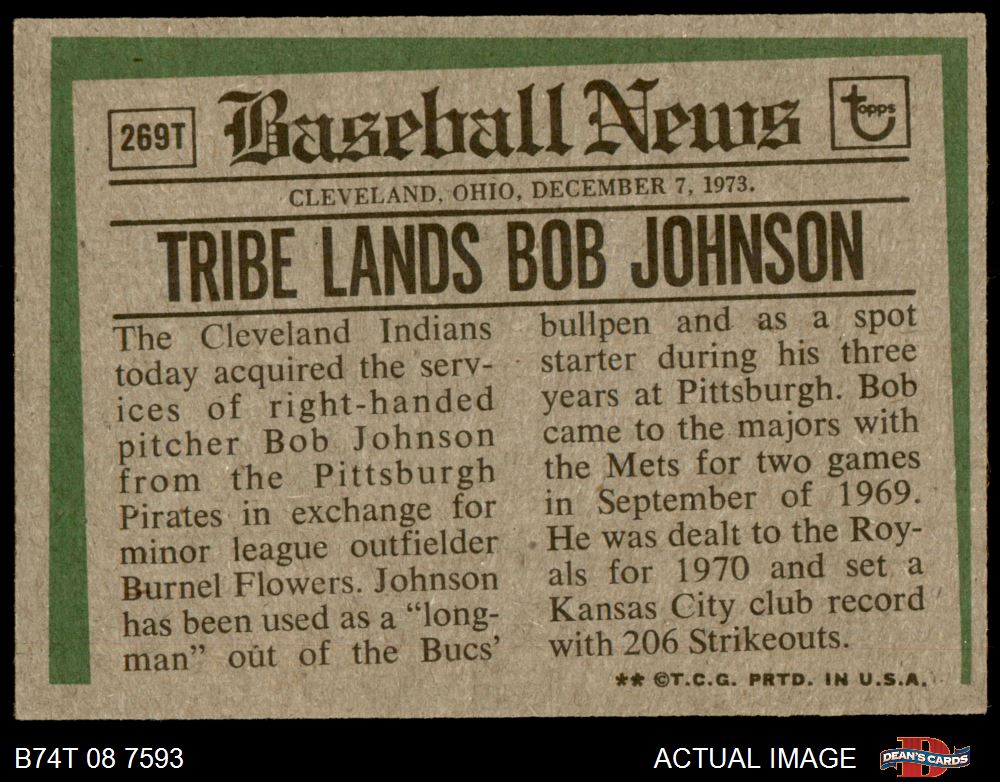 269T
Baseball News
topps
CLEVELAND, OHIO, DECEMBER 7, 1973.
TRIBE LANDS BOB JOHNSON
The Cleveland Indians
today acquired the serv-
ices of right-handed
pitcher Bob Johnson
from the Pittsburgh
Pirates in exchange for
minor league outfielder
Burnel Flowers. Johnson
has been used as a "long-
man" out of the Bucs'
bullpen and as a spot
starter during his three
years at Pittsburgh. Bob
came to the majors with
the Mets for two games
in September of 1969.
He was dealt to the Roy-
als for 1970 and set a
Kansas City club record
with 206 Strikeouts.
** ©T.C.G. PRTD. IN U.S.A.
B74T 08 7593
ACTUAL IMAGE
DEAN'S CARDS